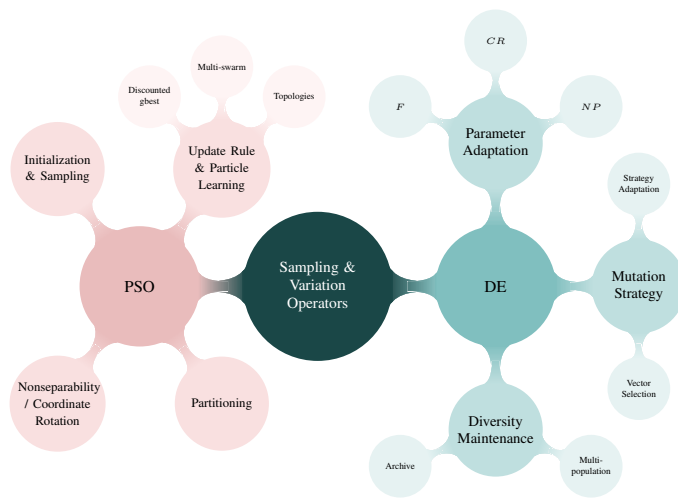 CR
Multi-swarm
Discounted
gbest
Topologies
F
NP
Parameter
Adaptation
Update Rule
& Particle
Learning
Initialization
& Sampling
Strategy
Adaptation
Sampling &
Variation
Operators
PSO
DE
Mutation
Strategy
Nonseparability
/ Coordinate
Rotation
Partitioning
Vector
Selection
Diversity
Maintenance
Archive
Multi-
population